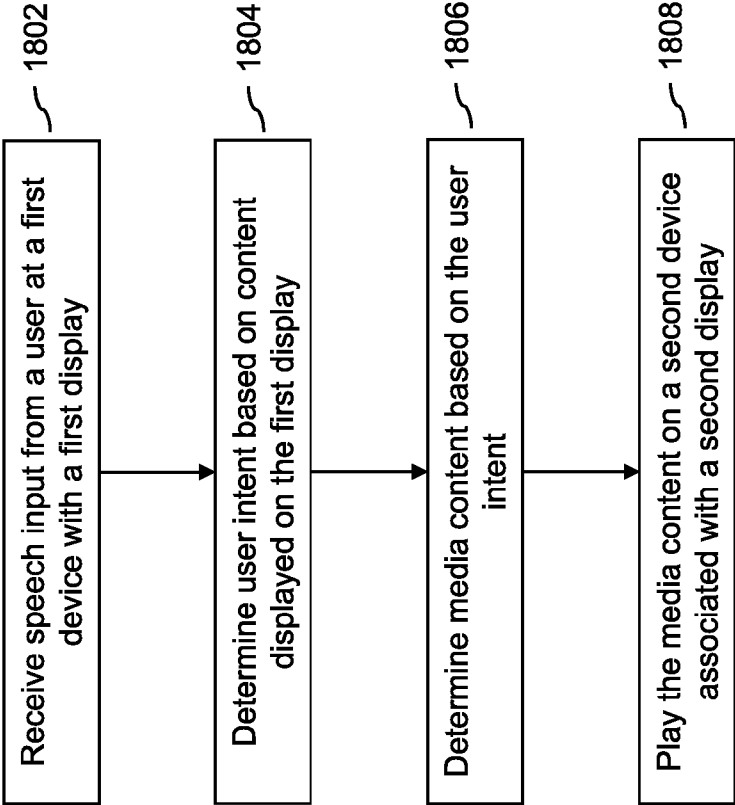 Receive speech input from a user at a first
device with a first display
1802
Determine user intent based on content
displayed on the first display
1804
Determine media content based on the user
intent
1806
Play the media content on a second device
associated with a second display
1808